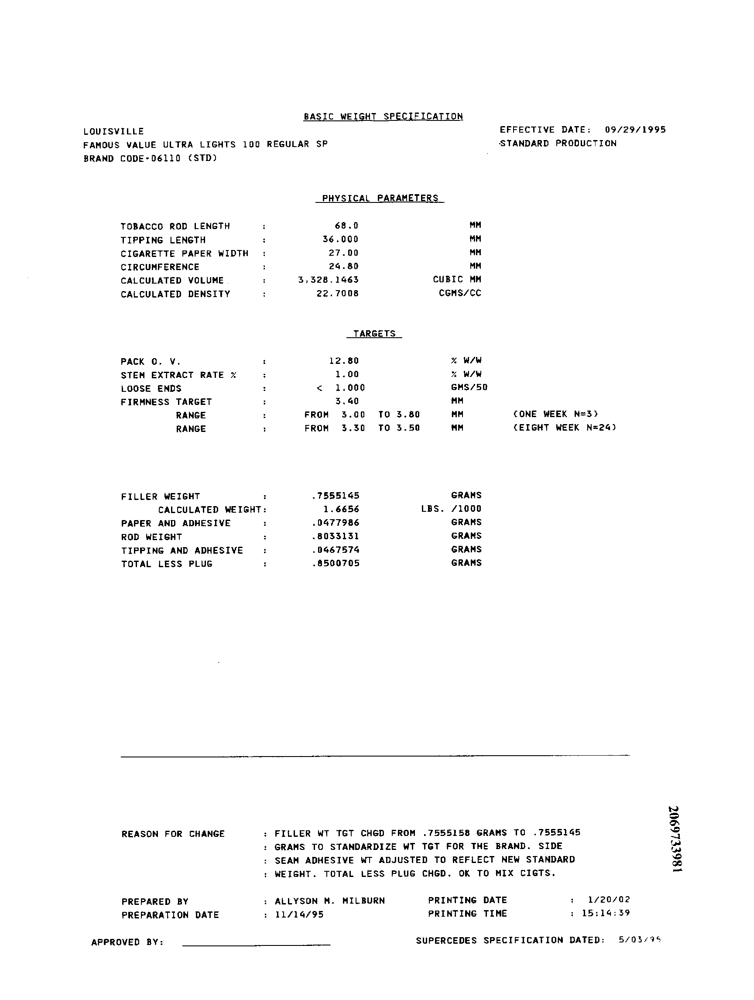 BASIC WEIGHT SPECIFICATION
LOUISVILLE EFFECTIVE DATE: 09/29/1995
FAMOUS VALUE ULTRA LIGHTS 100 REGULAR SP STANDARD PRODUCTION
BRAND CODE-06110 (STD)
PHYSICAL PARAMETERS
TOBACCO ROD LENGTH : 68.0 MM
TIPPING LENGTH : 36.000 MM
CIGARETTE PAPER WIDTH : 27.00 MM
CIRCUMFERENCE : 24.80 MM
CALCULATED VOLUME : 3,328.1463 CUBIC MM
CALCULATED DENSITY : 22.7008 CGMS/CC
TARGETS
PACK O. V. : 12.80 % W/W
STEM EXTRACT RATE % : 1.00 % W/W
LOOSE ENDS : < 1.000 GMS/50
FIRMNESS TARGET : 3.40 MM
RANGE : FROM 3.00 TO 3.80 MM (ONE WEEK N=3)
RANGE : FROM 3.30 TO 3.50 MM (EIGHT WEEK N=24)
FILLER WEIGHT : .7555145 GRAMS
CALCULATED WEIGHT: 1.6656 LBS. /1000
PAPER AND ADHESIVE : .0477986 GRAMS
ROD WEIGHT : .8033131 GRAMS
TIPPING AND ADHESIVE : .0467574 GRAMS
TOTAL LESS PLUG : .8500705 GRAMS
REASON FOR CHANGE : FILLER WT TGT CHGD FROM .7555158 GRAMS TO .7555145
: GRAMS TO STANDARDIZE WT TGT FOR THE BRAND. SIDE
: SEAM ADHESIVE WT ADJUSTED TO REFLECT NEW STANDARD
: WEIGHT. TOTAL LESS PLUG CHGD. OK TO MIX CIGTS.
PREPARED BY : ALLYSON M. MILBURN PRINTING DATE : 1/20/02
PREPARATION DATE : 11/14/95 PRINTING TIME : 15:14:39
APPROVED BY: SUPERCEDES SPECIFICATION DATED: 5/03/95
2069733981